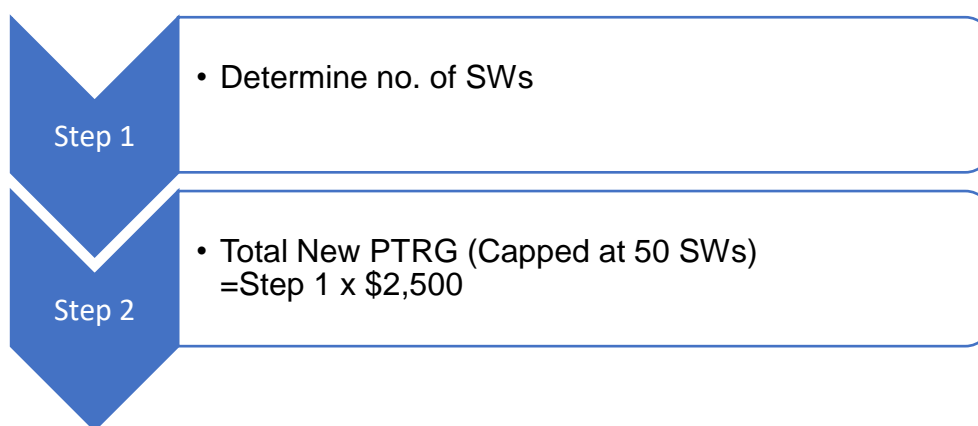 Step 1
• Determine no. of SWs
Step 2
• Total New PTRG (Capped at 50 SWs)
=Step 1 x $2,500